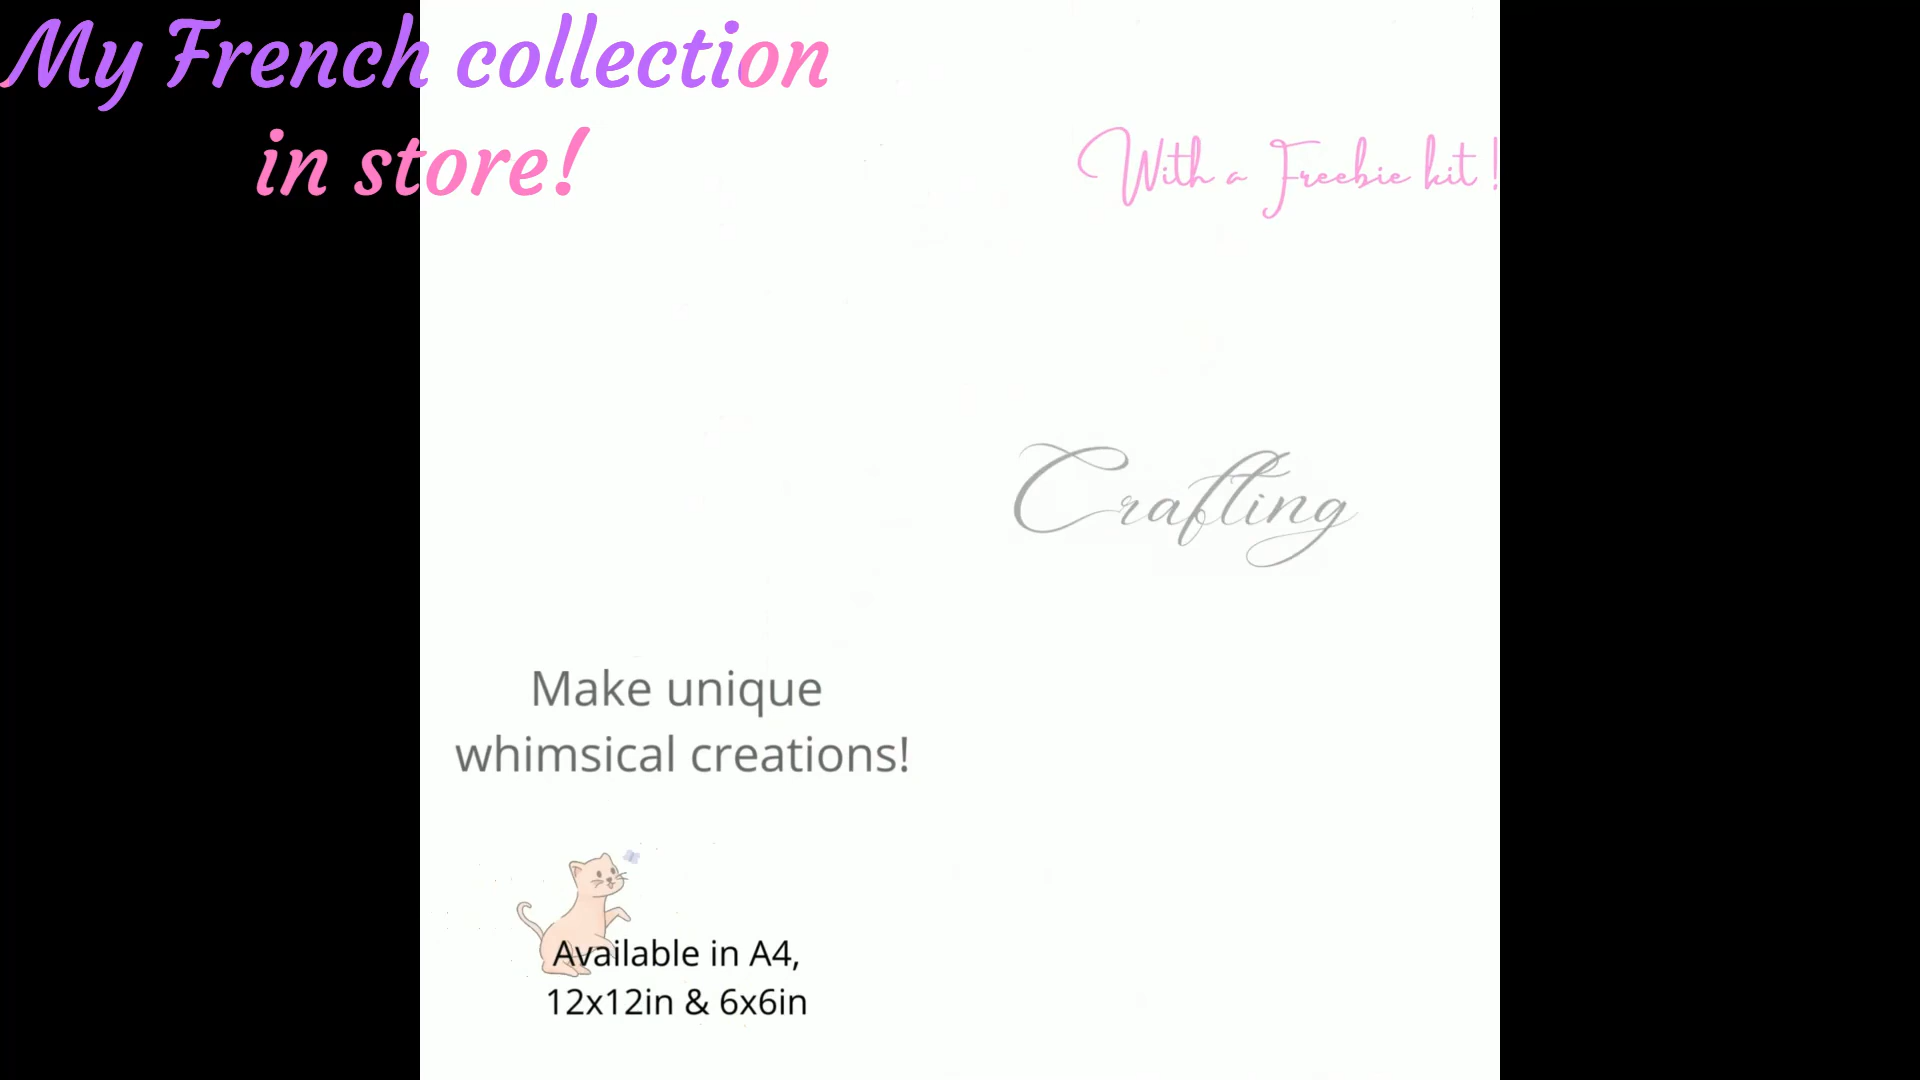 My French collection
in store!
With a Freebie kit !
Crafting
Make unique
whimsical creations!
Available in A4,
12x12in & 6x6in